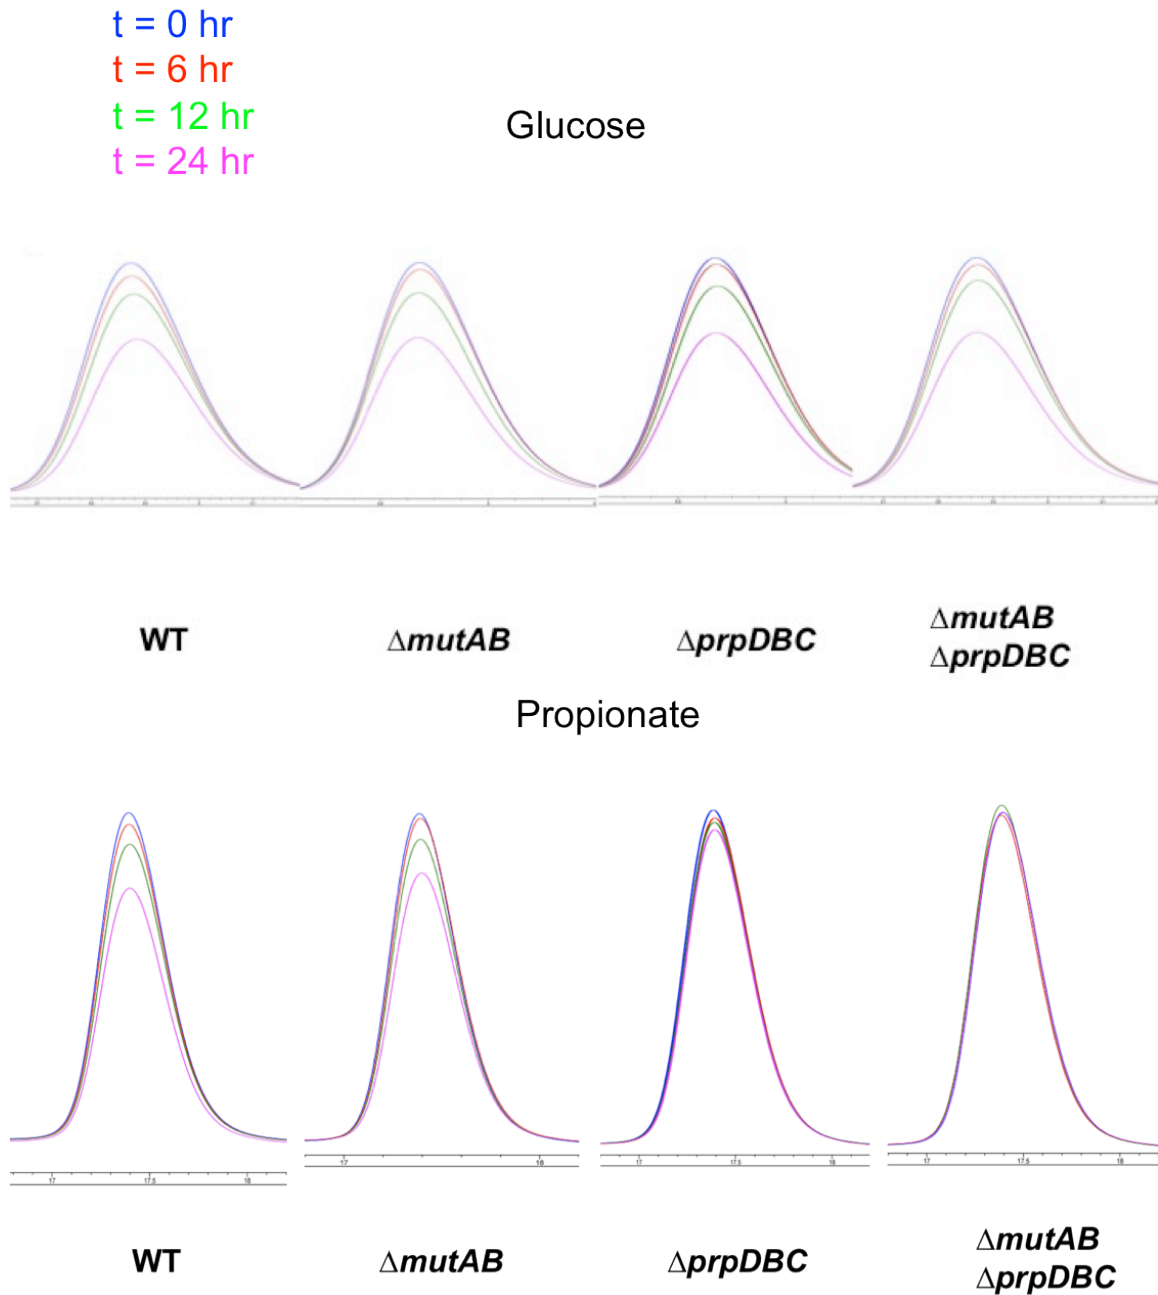 t = 0 hr
t = 6 hr
t = 12 hr
t = 24 hr
Glucose
WT
ΔmutAB
ΔprpDBC
ΔmutAB
ΔprpDBC
Propionate
17
17.5
18
17
18
17
17.5
18
17
17.5
18
WT
ΔmutAB
ΔprpDBC
ΔmutAB
ΔprpDBC